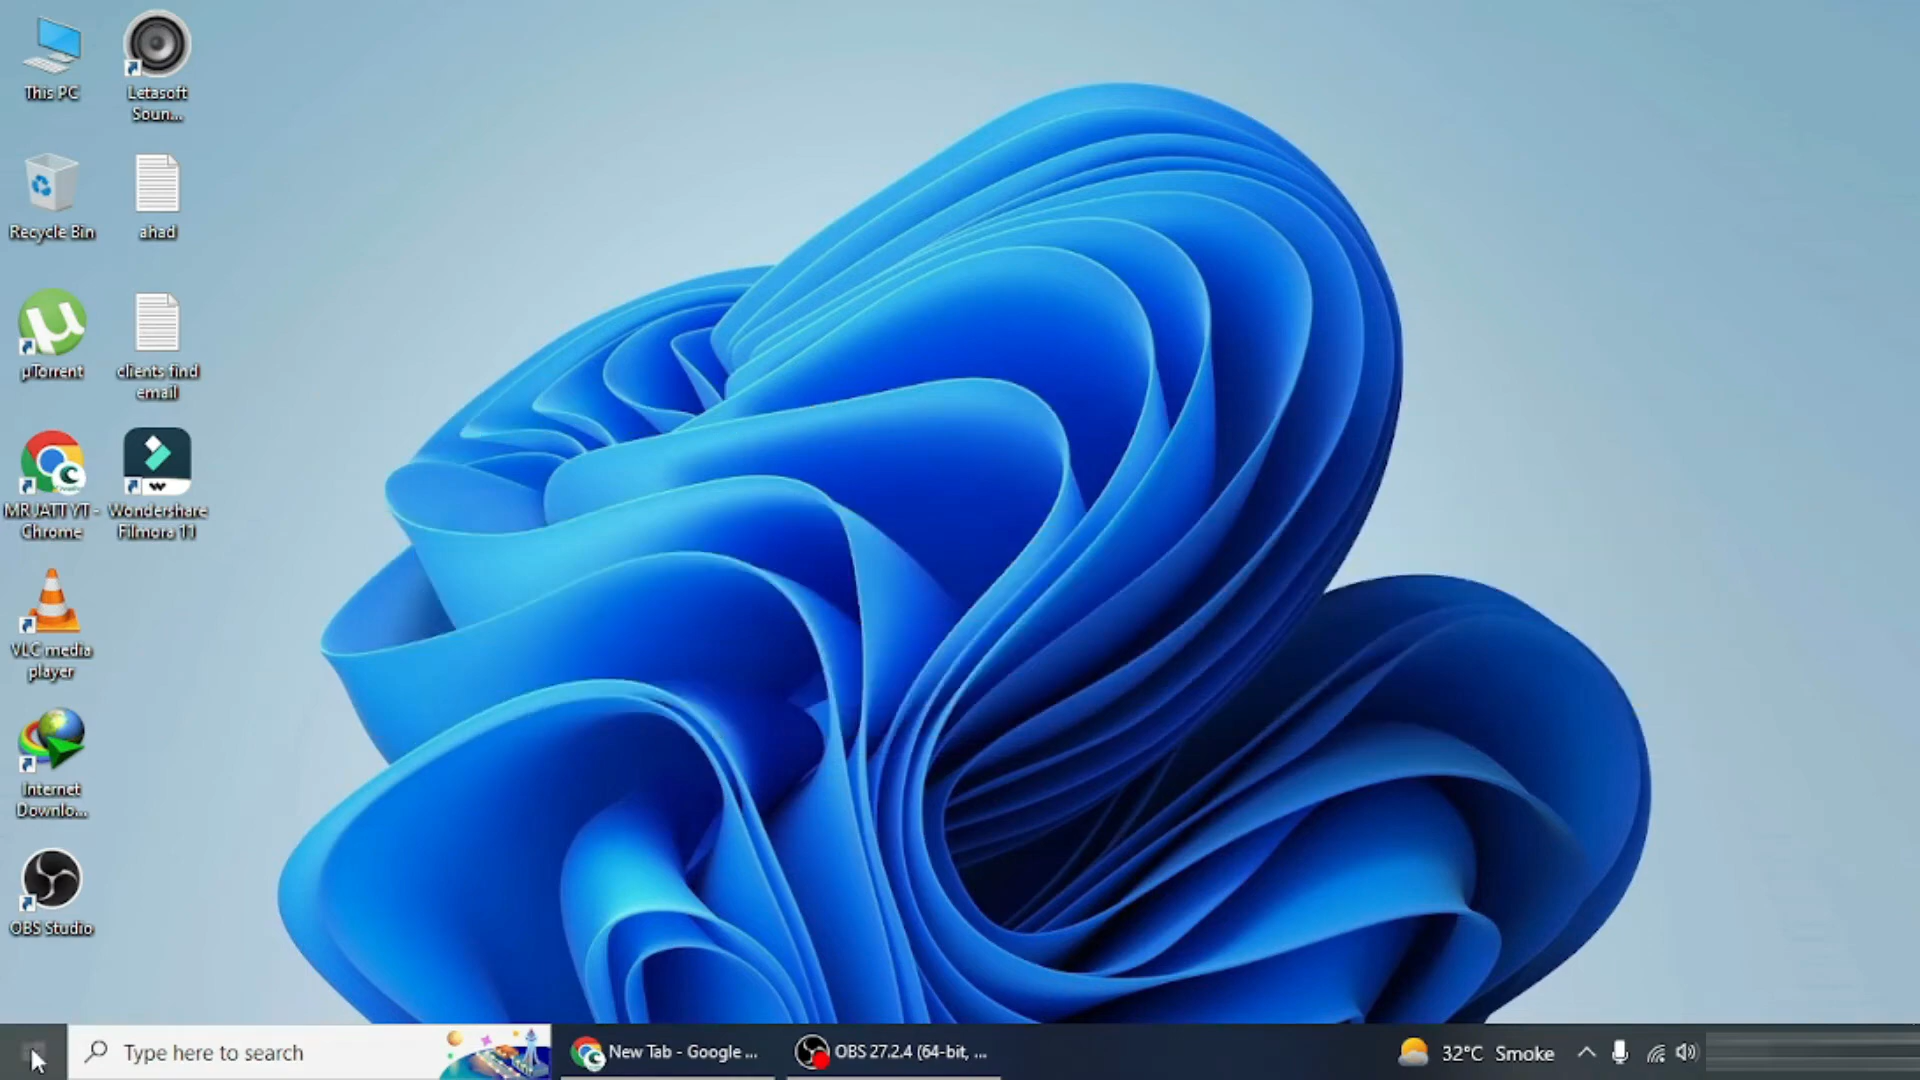 This PC
Letasoft
Soun...
Recycle Bin
ahad
µTorrent
clients find
email
MR JATT YT -
Chrome
Wondershare
Filmora 11
VLC media
player
Internet
Downlo...
OBS Studio
Type here to search
New Tab - Google ...
OBS 27.2.4 (64-bit, ...
32°C Smoke